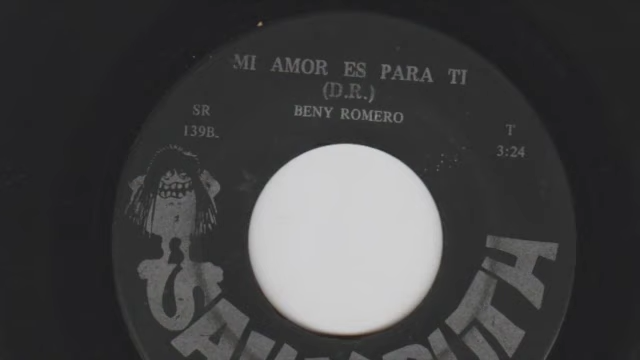 MI AMOR ES PARA TI
(D.R.)
BENY ROMERO
SR
139B
T
3:24